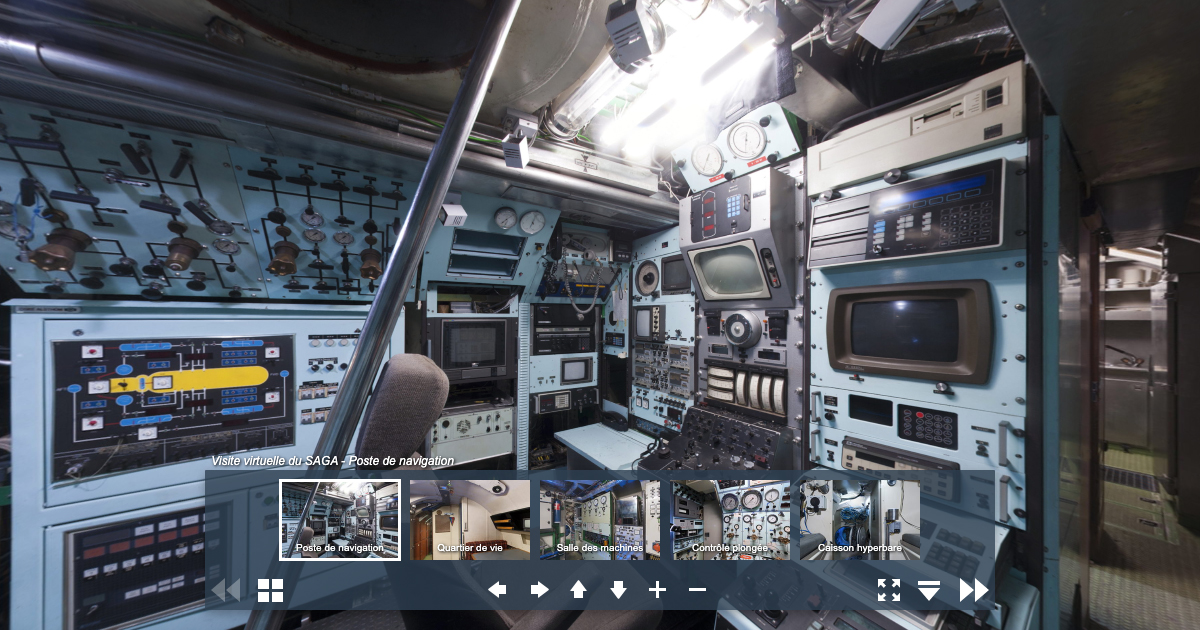 Visite virtuelle du SAGA - Poste de navigation
Poste de navigation
Quartier de vie
Salle des machines
Contrôle plongée
Caisson hyperbare